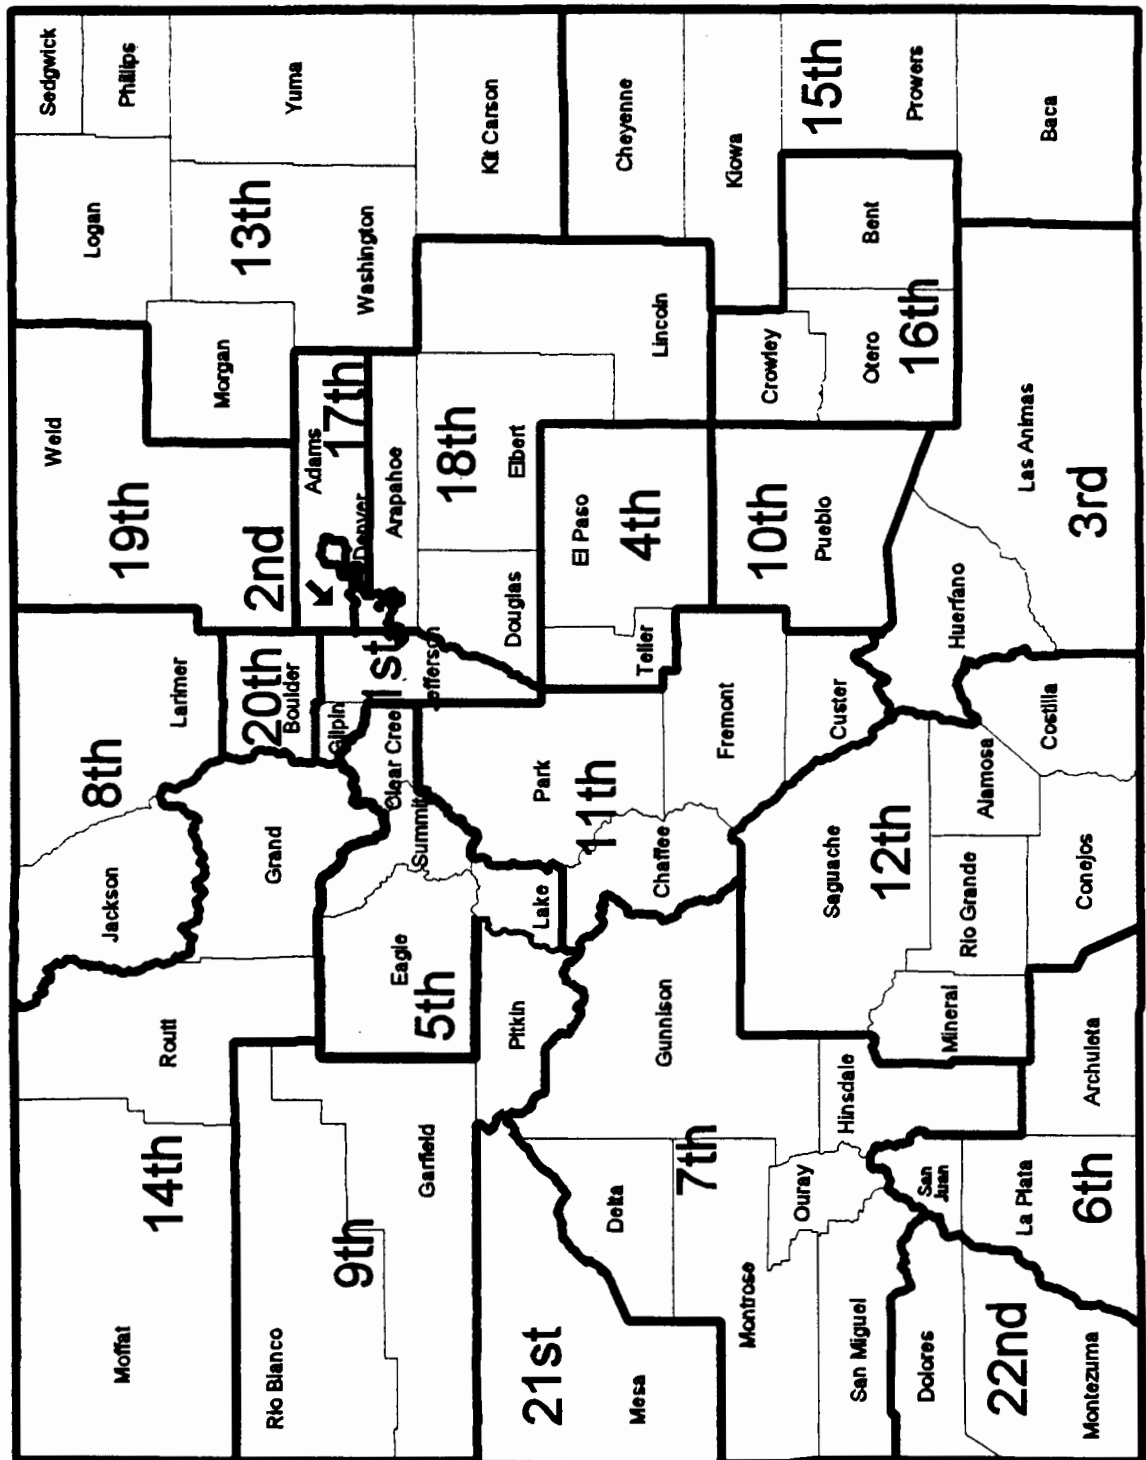 Moffat
14th
Routt
Jackson
8th
Larimer
19th
Weld
Logan
Sedgwick
Phillips
Rio Blanco
9th
Garfield
Grand
20th
Boulder
2nd
Morgan
13th
Washington
Yuma
Gilpin
Clear Creek
1st
Jefferson
Adams
17th
Denver
Arapahoe
Eagle
5th
Summit
21st
Mesa
Pitkin
Lake
Park
11th
Douglas
18th
Elbert
Lincoln
Kit Carson
Delta
7th
Gunnison
Chaffee
Teller
El Paso
4th
Cheyenne
Montrose
Ouray
Fremont
10th
Pueblo
Crowley
Kiowa
San Miguel
Hinsdale
Saguache
12th
Custer
Otero
16th
Bent
15th
Prowers
Dolores
San
Juan
Mineral
Rio Grande
Alamosa
Huerfano
22nd
Montezuma
La Plata
6th
Archuleta
Conejos
Costilla
Las Animas
3rd
Baca